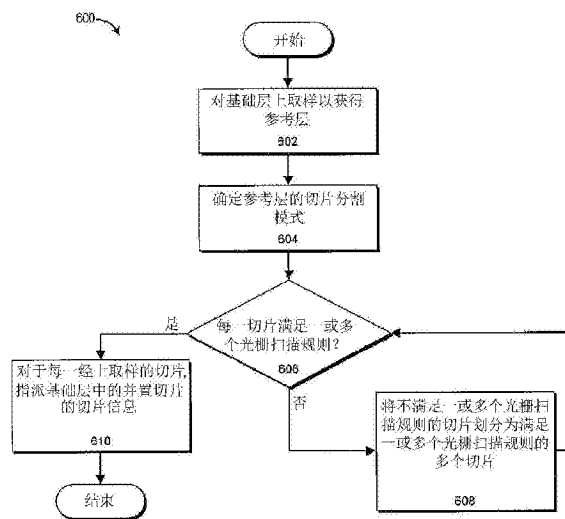 600
开始
对基础层上取样以获得
参考层
602
确定参考层的切片分割
模式
604
每一切片满足一或多
个光栅扫描规则？
606
是
否
对于每一经上取样的切片,
指派基础层中的并置切片
的切片信息
610
将不满足一或多个光栅扫
描规则的切片划分为满足
一或多个光栅扫描规则的
多个切片
608
结束